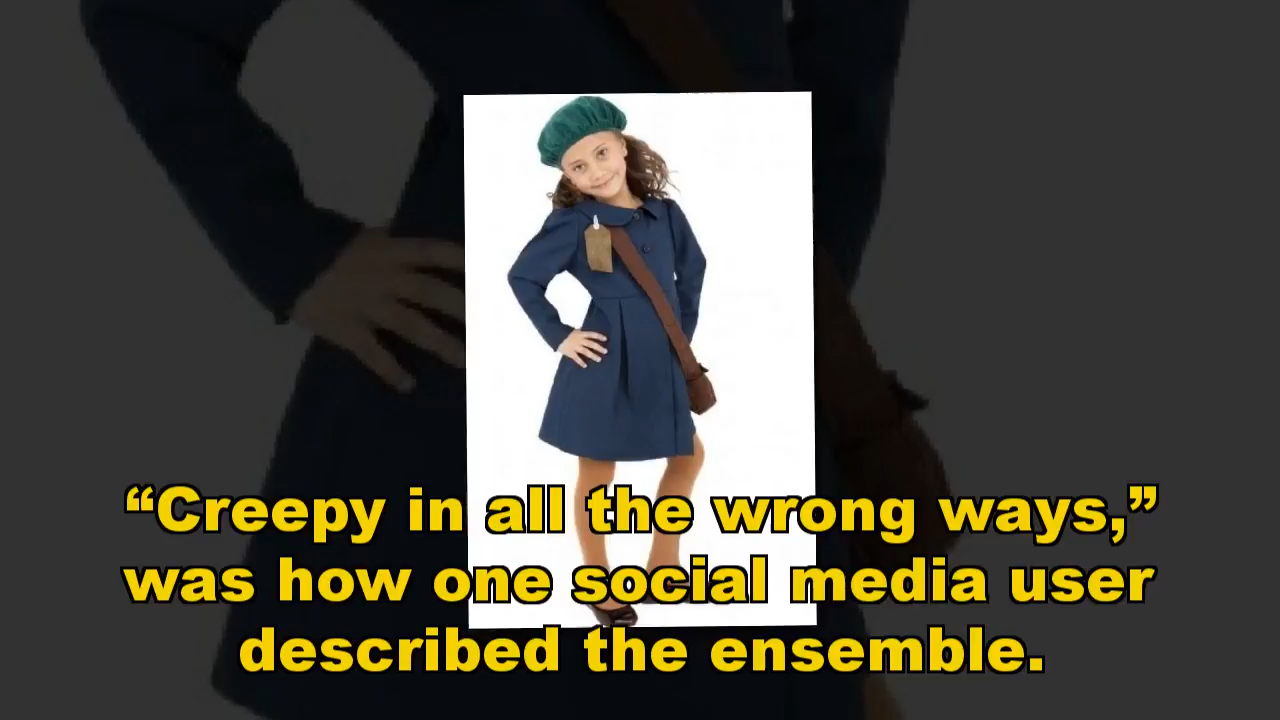 “Creepy in all the wrong ways,”
was how one social media user
described the ensemble.